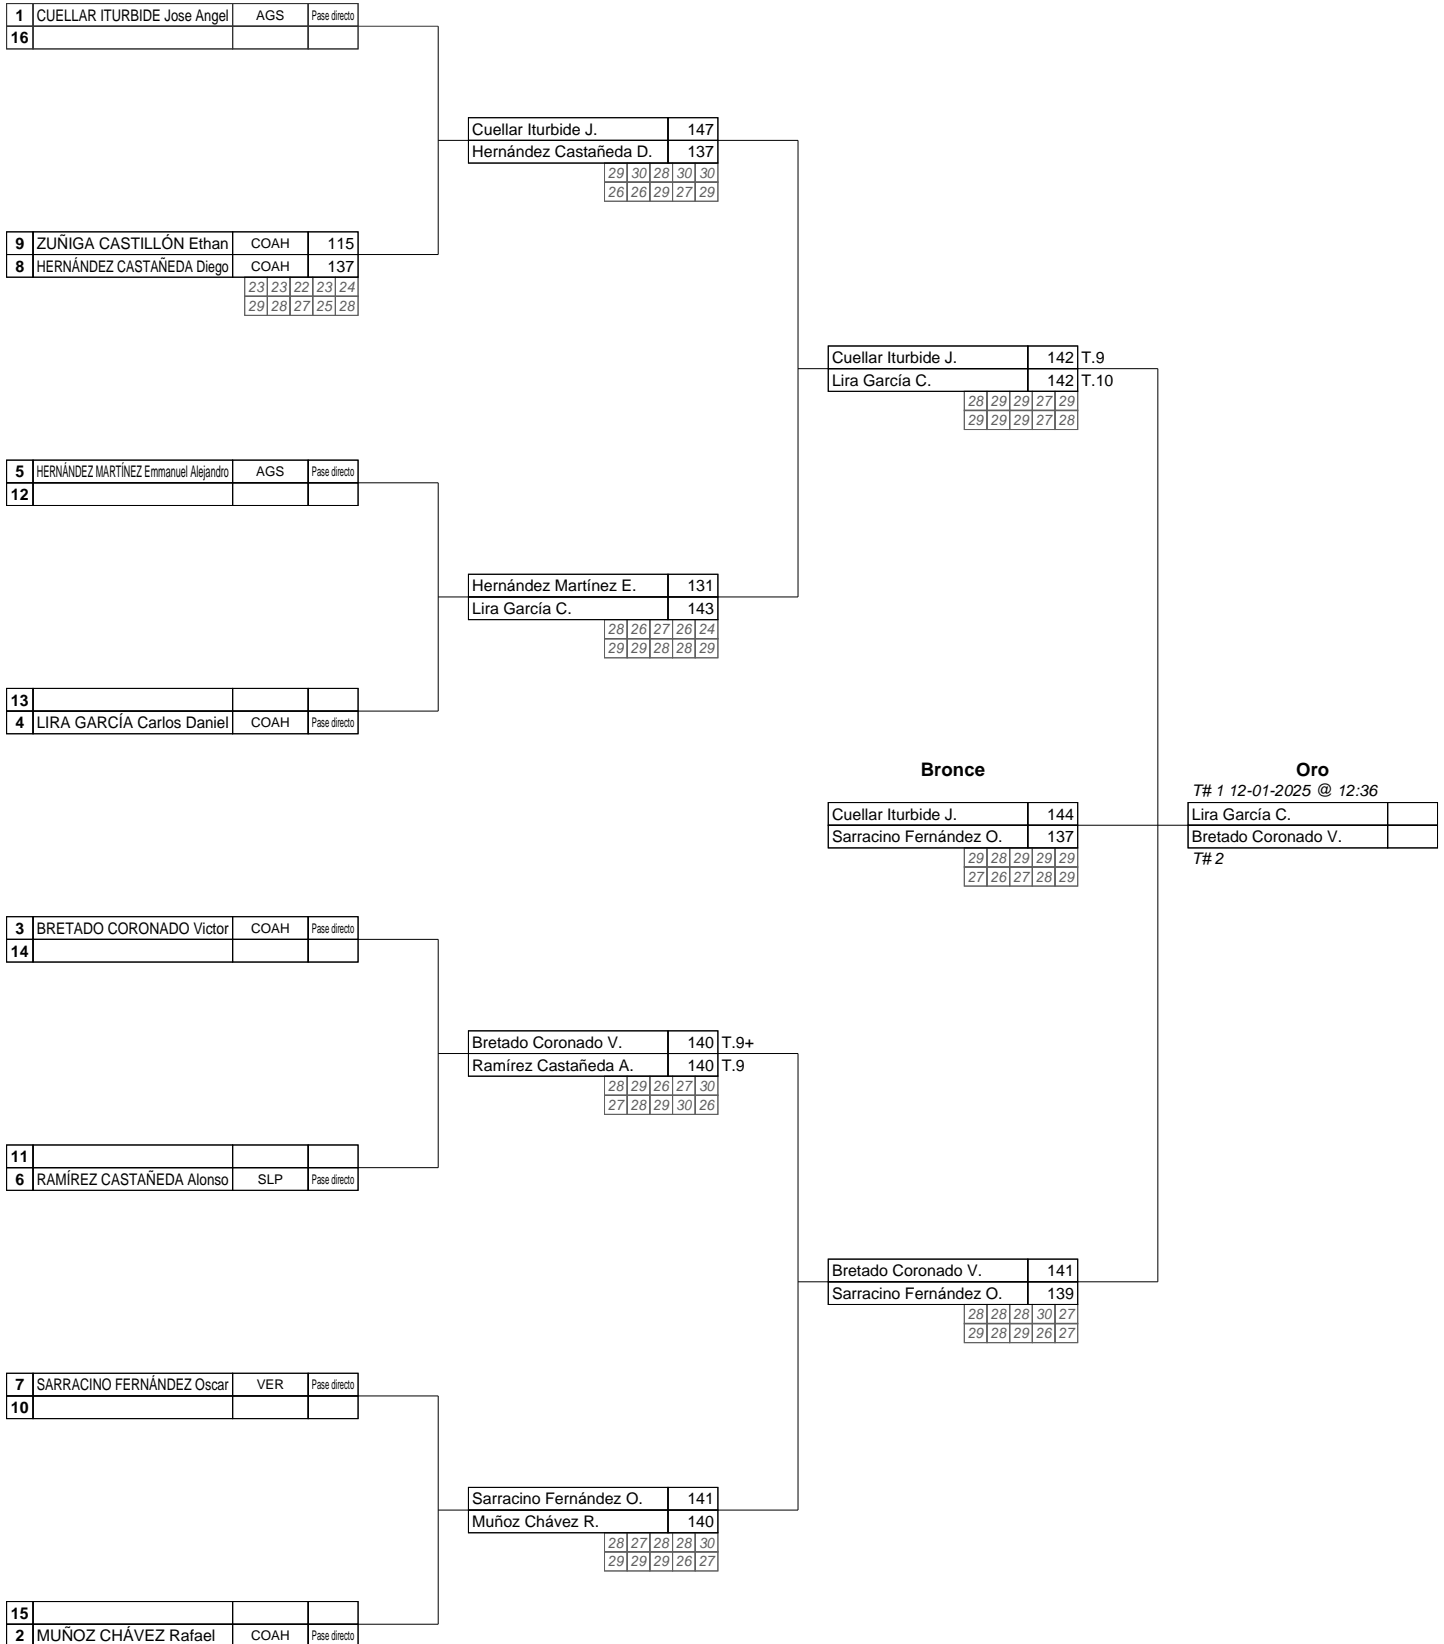 1 CUELLAR ITURBIDE Jose Angel AGS Pase directo
16
Cuellar Iturbide J. 147
Hernández Castañeda D. 137
29 30 28 30 30
26 26 29 27 29
9 ZUÑIGA CASTILLÓN Ethan COAH 115
8 HERNÁNDEZ CASTAÑEDA Diego COAH 137
23 23 22 23 24
29 28 27 25 28
Cuellar Iturbide J. 142 T.9
Lira García C. 142 T.10
28 29 29 27 29
29 29 29 27 28
5 HERNÁNDEZ MARTÍNEZ Emmanuel Alejandro AGS Pase directo
12
Hernández Martínez E. 131
Lira García C. 143
28 26 27 26 24
29 29 28 28 29
13
4 LIRA GARCÍA Carlos Daniel COAH Pase directo
Bronce Oro
T# 1 12-01-2025 @ 12:36
Cuellar Iturbide J. 144 Lira García C.
Sarracino Fernández O. 137 Bretado Coronado V.
29 28 29 29 29 T# 2
27 26 27 28 29
3 BRETADO CORONADO Victor COAH Pase directo
14
Bretado Coronado V. 140 T.9+
Ramírez Castañeda A. 140 T.9
28 29 26 27 30
27 28 29 30 26
11
6 RAMÍREZ CASTAÑEDA Alonso SLP Pase directo
Bretado Coronado V. 141
Sarracino Fernández O. 139
28 28 28 30 27
29 28 29 26 27
7 SARRACINO FERNÁNDEZ Oscar VER Pase directo
10
Sarracino Fernández O. 141
Muñoz Chávez R. 140
28 27 28 28 30
29 29 29 26 27
15
2 MUÑOZ CHÁVEZ Rafael COAH Pase directo